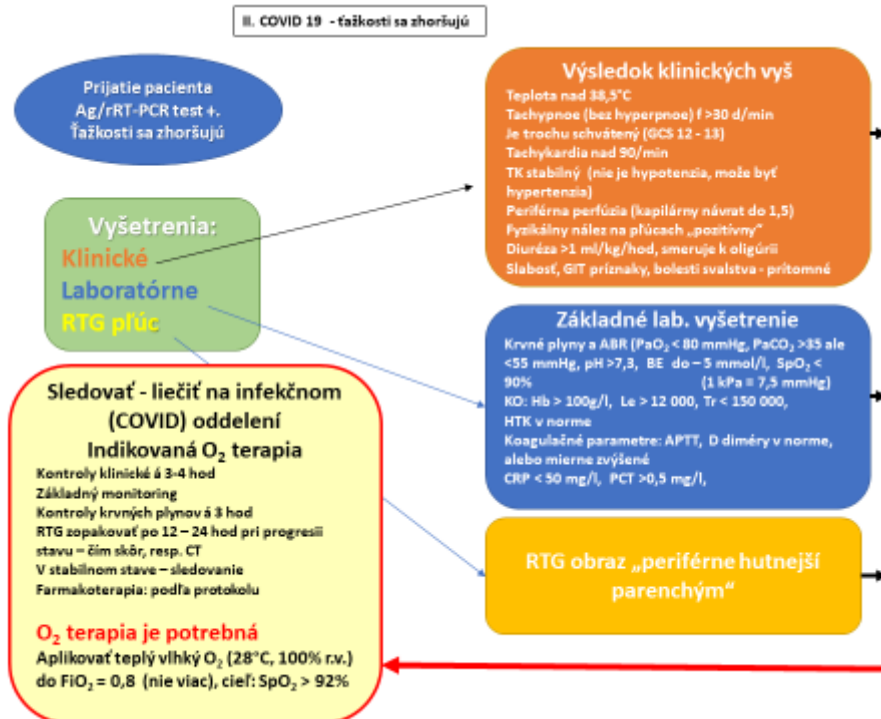 II. COVID 19 - ťažkosti sa zhoršujú
Prijatie pacienta
Ag/rRT-PCR test +.
Ťažkosti sa zhoršujú
Vyšetrenia:
Klinické
Laboratórne
RTG pľúc
Výsledok klinických vyš
Teplota nad 38,5°C
Tachypnoe (bez hyperpnoe) f >30 d/min
Je trochu schvátený (GCS 12 - 13)
Tachykardia nad 90/min
TK stabilný (nie je hypotenzia, može byť
hypertenzia)
Periférna perfúzia (kapilárny návrat do 1,5)
Fyzikálny nález na pľúcach „pozitívny“
Diuréza >1 ml/kg/hod, smeruje k oligúrii
Slabosť, GIT príznaky, bolesti svalstva - prítomné
Základné lab. vyšetrenie
Krvné plyny a ABR (PaO₂ < 80 mmHg, PaCO₂ >35 ale
<55 mmHg, pH >7,3, BE do – 5 mmol/l, SpO₂ <
90% (1 kPa = 7,5 mmHg)
KO: Hb > 100g/l, Le > 12 000, Tr < 150 000,
HTK v norme
Koagulačné parametre: APTT, D diméry v norme,
alebo mierne zvýšené
CRP < 50 mg/l, PCT >0,5 mg/l,
RTG obraz „periférne hutnejší
parenchým“
Sledovať - liečiť na infekčnom
(COVID) oddelení
Indikovaná O₂ terapia
Kontroly klinické á 3-4 hod
Základný monitoring
Kontroly krvných plynov á 3 hod
RTG zopakovať po 12 – 24 hod pri progresii
stavu – čím skôr, resp. CT
V stabilnom stave – sledovanie
Farmakoterapia: podľa protokolu
O₂ terapia je potrebná
Aplikovať teplý vlhký O₂ (28°C, 100% r.v.)
do FiO₂ = 0,8 (nie viac), cieľ: SpO₂ > 92%